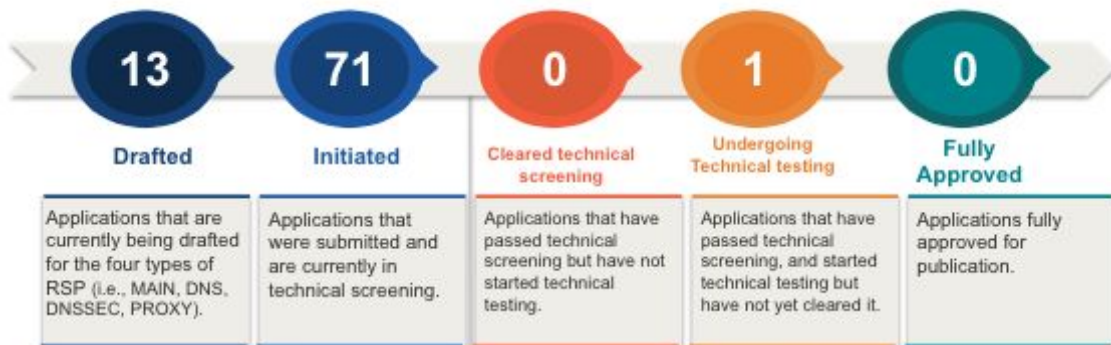 13
71
0
1
0
Drafted
Initiated
Cleared technical
screening
Undergoing
Technical testing
Fully
Approved
Applications that are
currently being drafted
for the four types of
RSP (i.e., MAIN, DNS,
DNSSEC, PROXY).
Applications that
were submitted and
are currently in
technical screening.
Applications that have
passed technical
screening but have not
started technical
testing.
Applications that have
passed technical
screening, and started
technical testing but
have not yet cleared it.
Applications fully
approved for
publication.